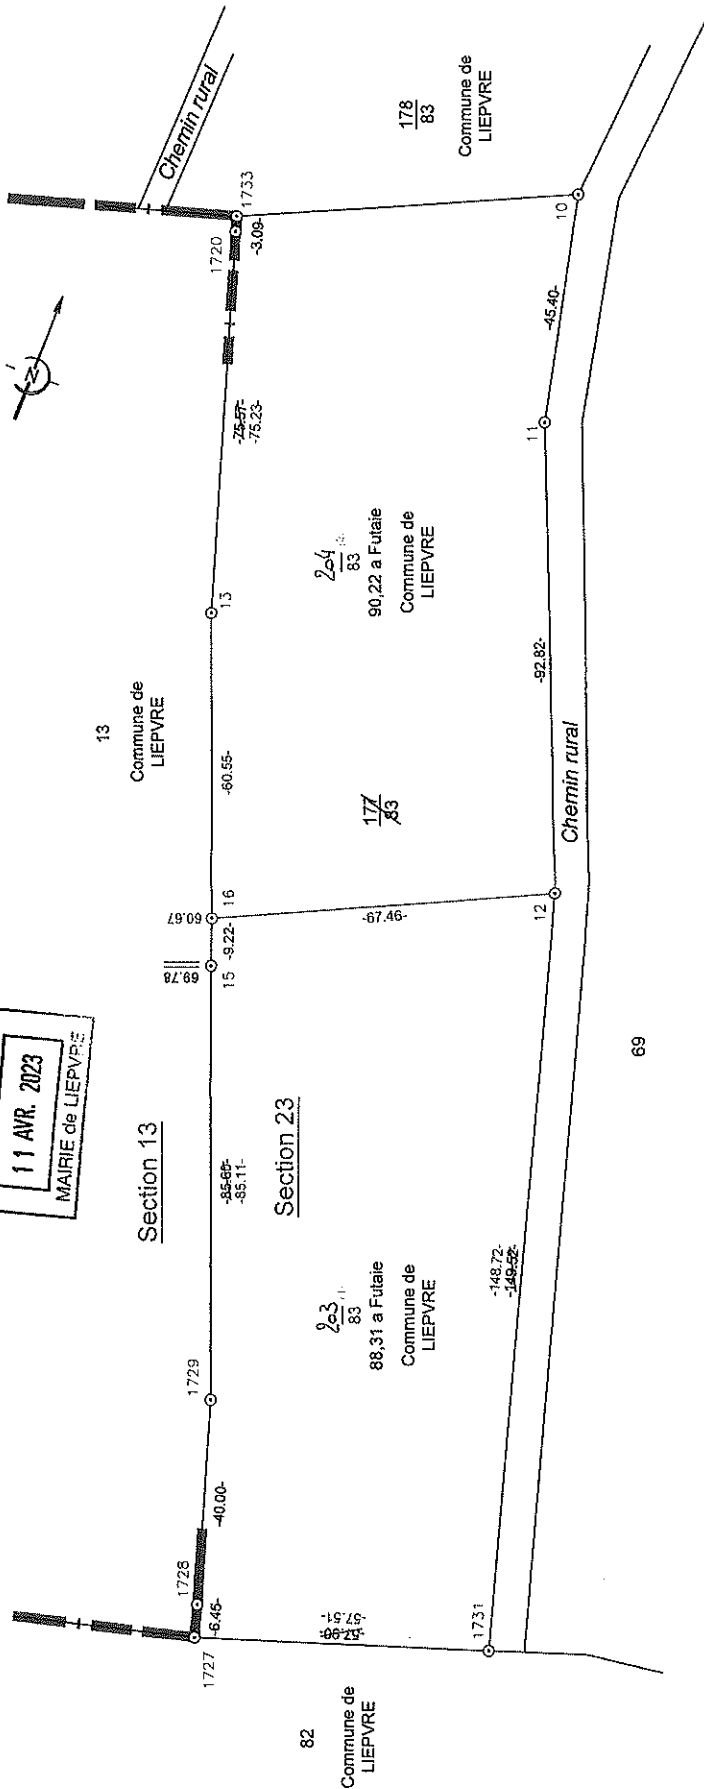 11 AVR. 2023
MAIRIE de LIEPVRE
82
Commune de
LIEPVRE
1727
1728
-6.45-
-40.00-
1729
-57.90-
-57.51-
1731
Section 13
-85.65-
-85.11-
Section 23
203
83
88,31 a Futaie
Commune de
LIEPVRE
-148.72-
-149.52-
69
69.78
15
-9.22-
60.67
16
-67.46-
12
13
Commune de
LIEPVRE
-60.55-
177
83
Chemin rural
204
83
90,22 a Futaie
Commune de
LIEPVRE
-92.82-
13
-75.57-
-75.23-
11
-45.40-
10
N
1720
-3.09-
1733
Chemin rural
178
83
Commune de
LIEPVRE